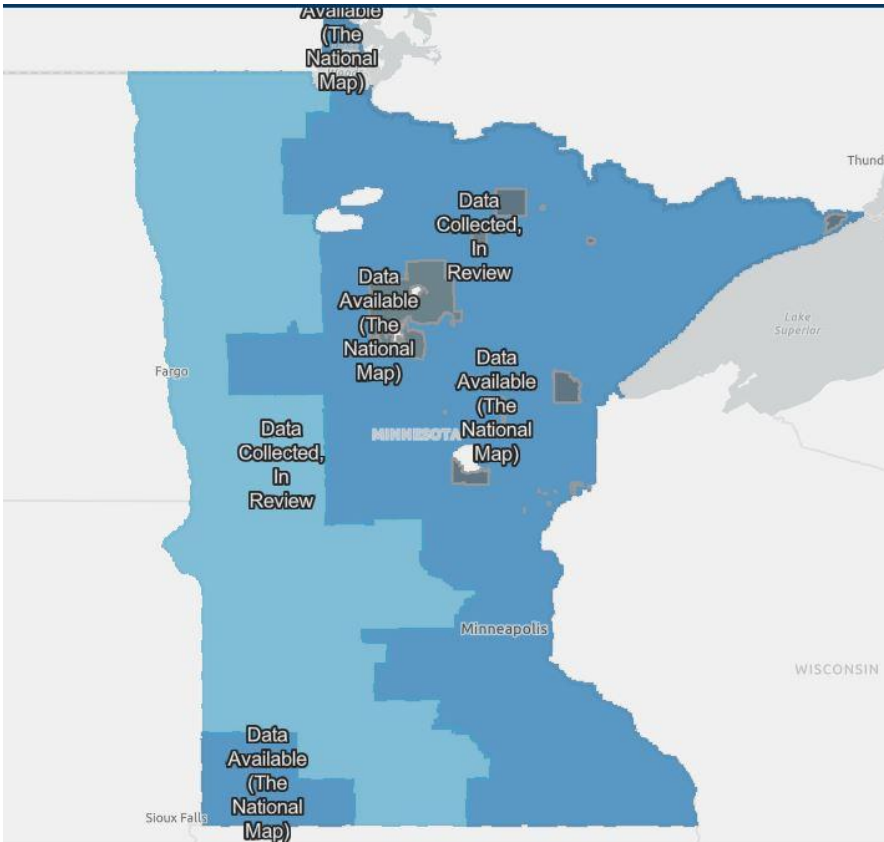 Available
(The
National
Map)
Thund
Data
Collected,
In
Review
Data
Available
(The
National
Map)
Lake
Superior
Data
Available
(The
National
Map)
Fargo
MINNESOTA
Data
Collected,
In
Review
Minneapolis
WISCONSIN
Data
Available
(The
National
Map)
Sioux Falls